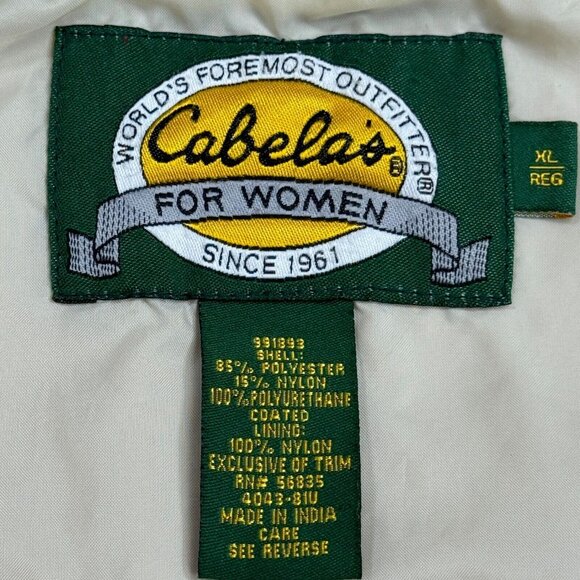 WORLD'S FOREMOST OUTFITTER®
Cabela's®
FOR WOMEN
SINCE 1961
XL
REG
991893
SHELL:
85% POLYESTER
15% NYLON
100% POLYURETHANE
COATED
LINING:
100% NYLON
EXCLUSIVE OF TRIM
RN# 56835
4043-81U
MADE IN INDIA
CARE
SEE REVERSE